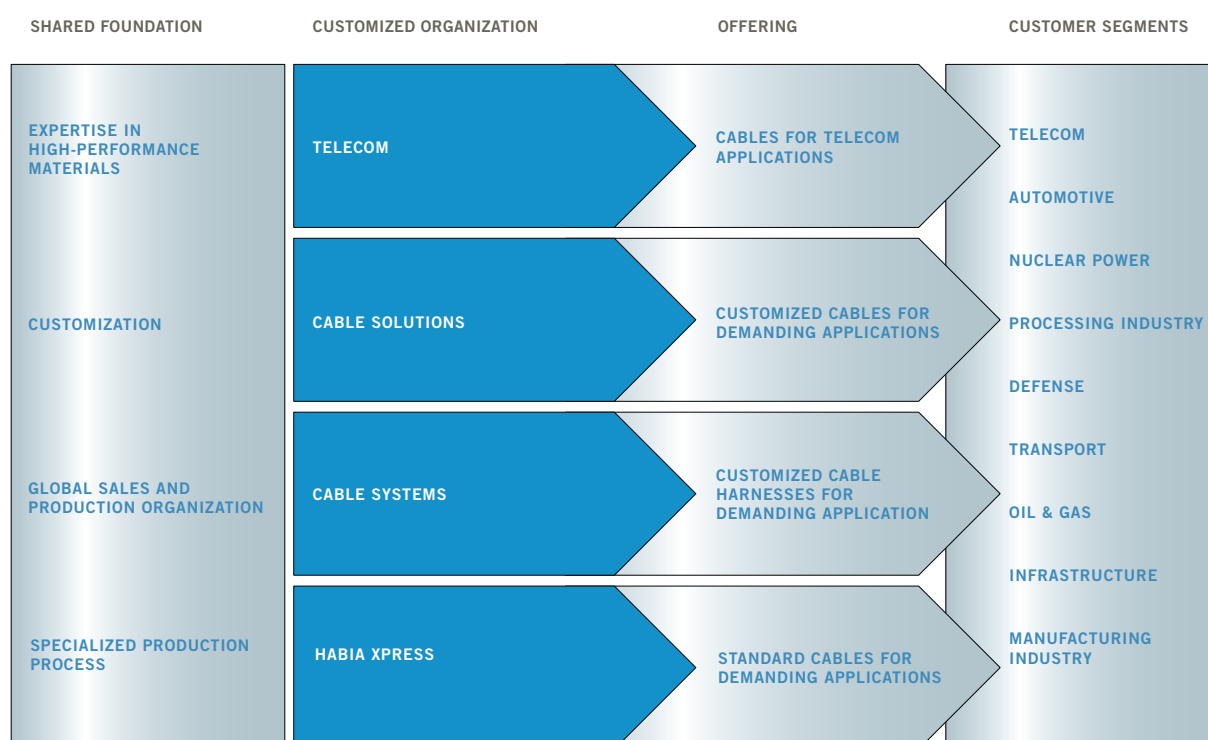 SHARED FOUNDATION
CUSTOMIZED ORGANIZATION
OFFERING
CUSTOMER SEGMENTS
EXPERTISE IN
HIGH-PERFORMANCE
MATERIALS
CUSTOMIZATION
GLOBAL SALES AND
PRODUCTION ORGANIZATION
SPECIALIZED PRODUCTION
PROCESS
TELECOM
CABLE SOLUTIONS
CABLE SYSTEMS
HABIA XPRESS
CABLES FOR TELECOM
APPLICATIONS
CUSTOMIZED CABLES FOR
DEMANDING APPLICATIONS
CUSTOMIZED CABLE
HARNESSES FOR
DEMANDING APPLICATION
STANDARD CABLES FOR
DEMANDING APPLICATIONS
TELECOM
AUTOMOTIVE
NUCLEAR POWER
PROCESSING INDUSTRY
DEFENSE
TRANSPORT
OIL & GAS
INFRASTRUCTURE
MANUFACTURING
INDUSTRY